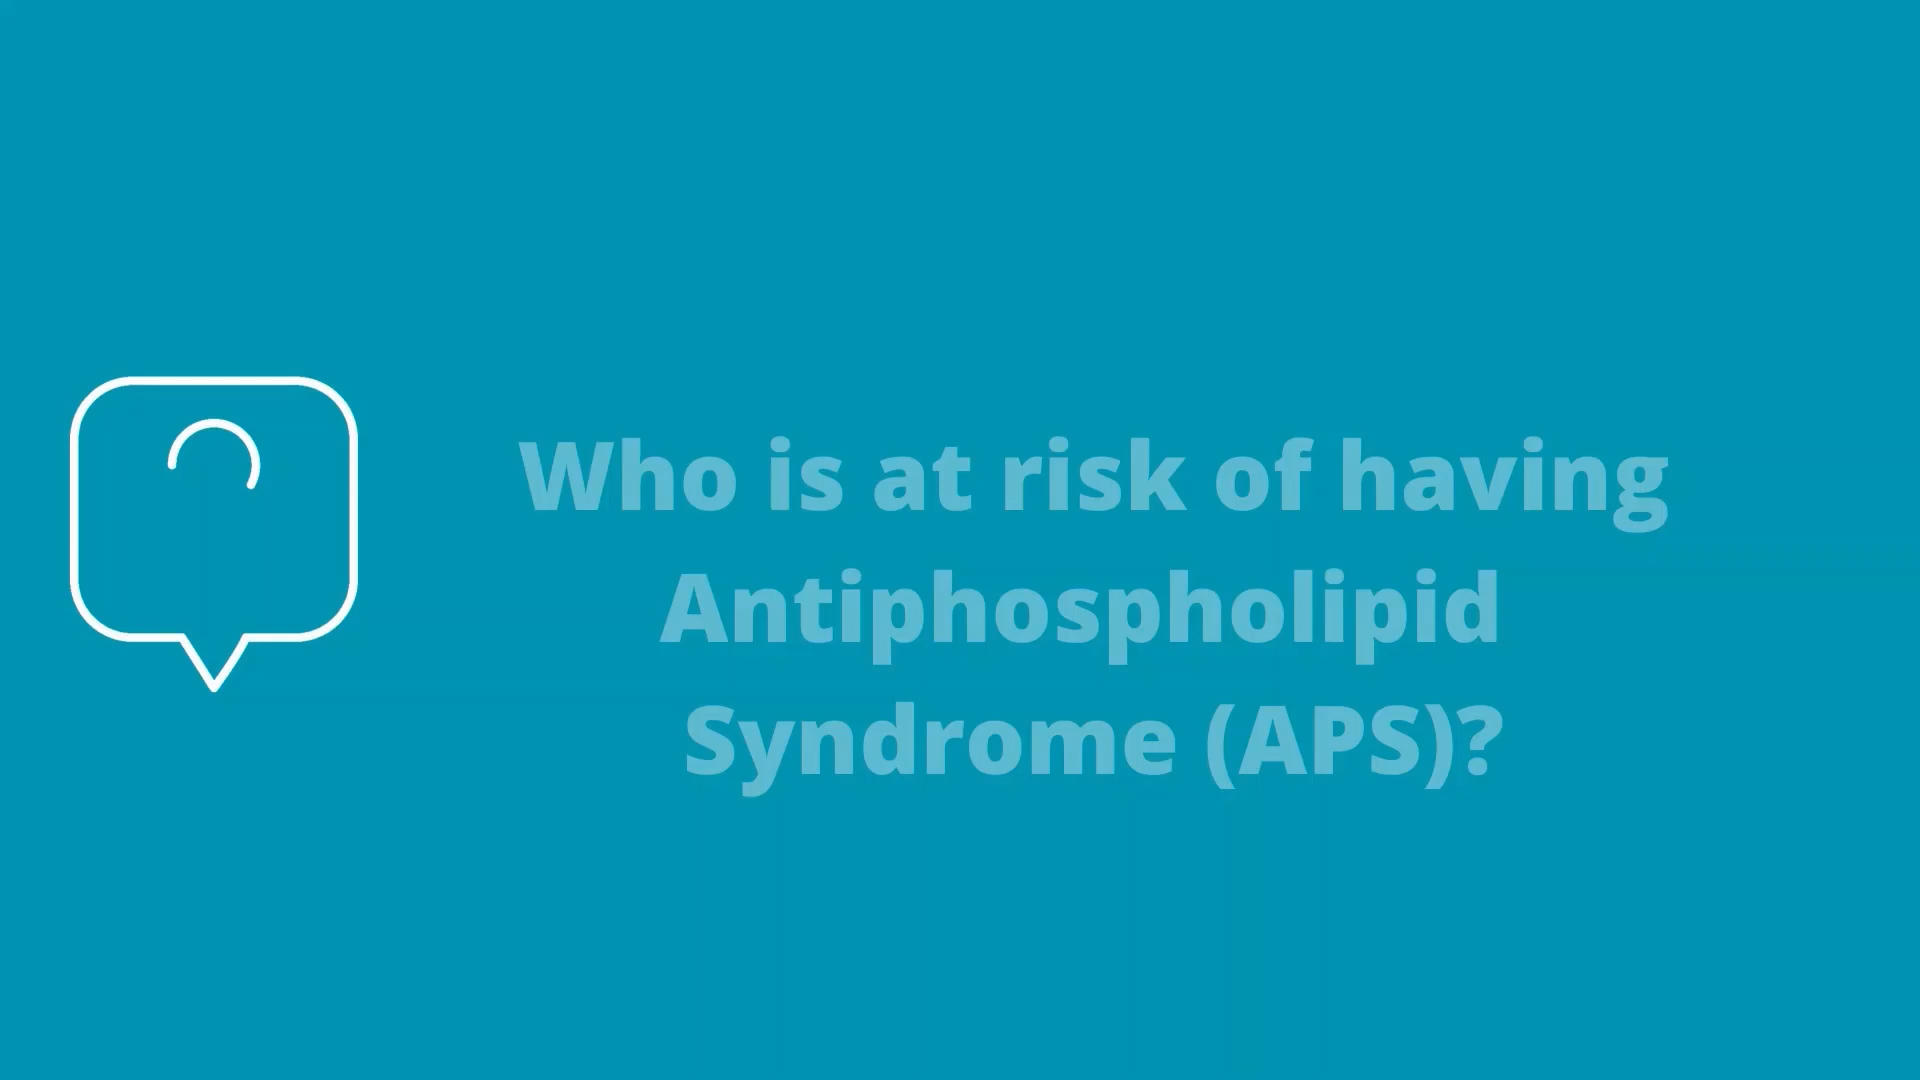 Who is at risk of having
Antiphospholipid
Syndrome (APS)?